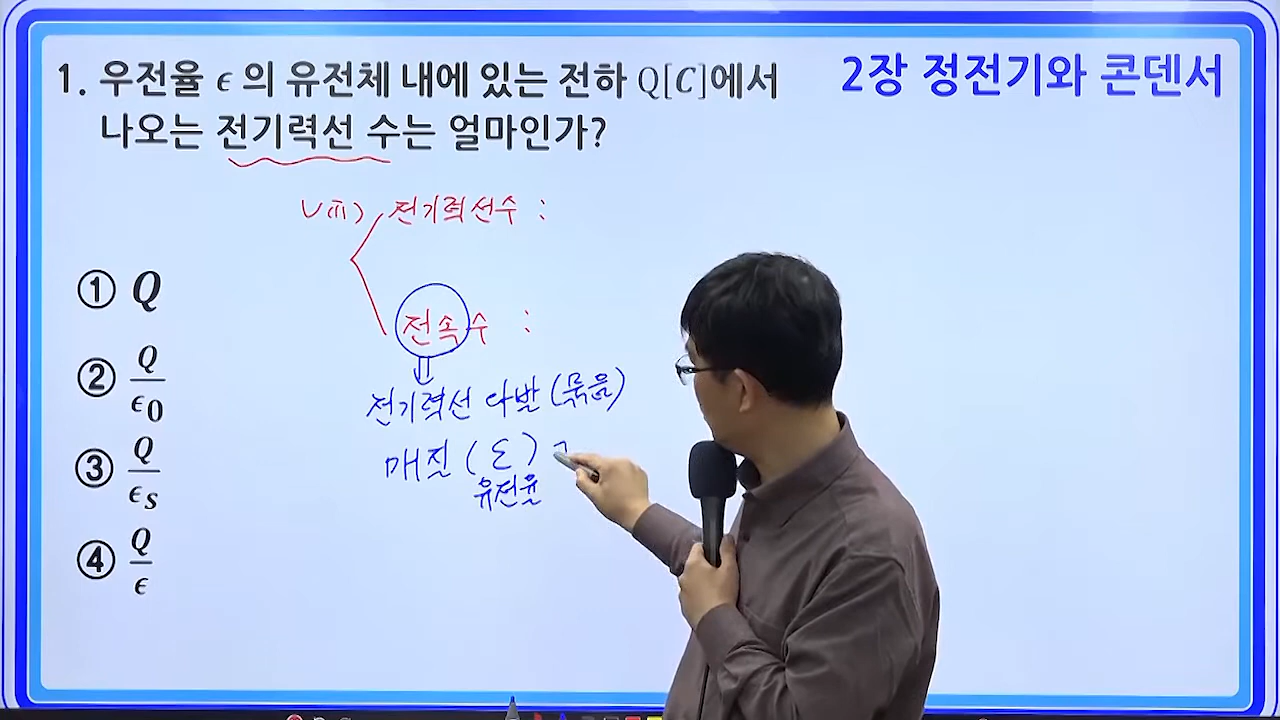 2장 정전기와 콘덴서
1. 우전율 ϵ 의 유전체 내에 있는 전하 Q[C]에서
나오는 전기력선 수는 얼마인가?
전기력선수 :
전속수 :
전기력선 다발 (묶음)
매질 ( ε )
유전율
① Q
② Q/ϵ0
③ Q/ϵS
④ Q/ϵ